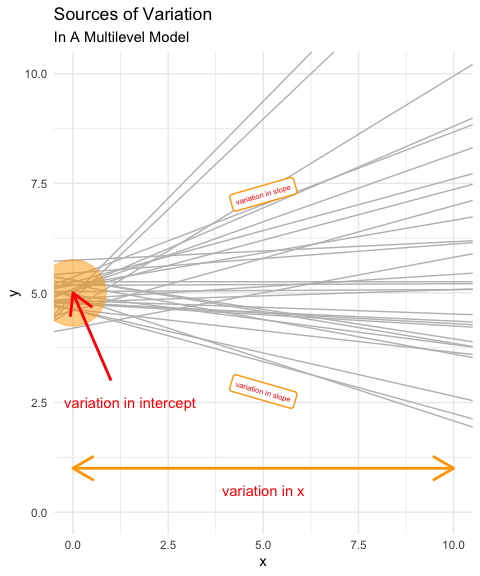 Sources of Variation
In A Multilevel Model
10.0
7.5
variation in slope
y
5.0
variation in slope
2.5
variation in intercept
variation in x
0.0
0.0 2.5 5.0 7.5 10.0
x